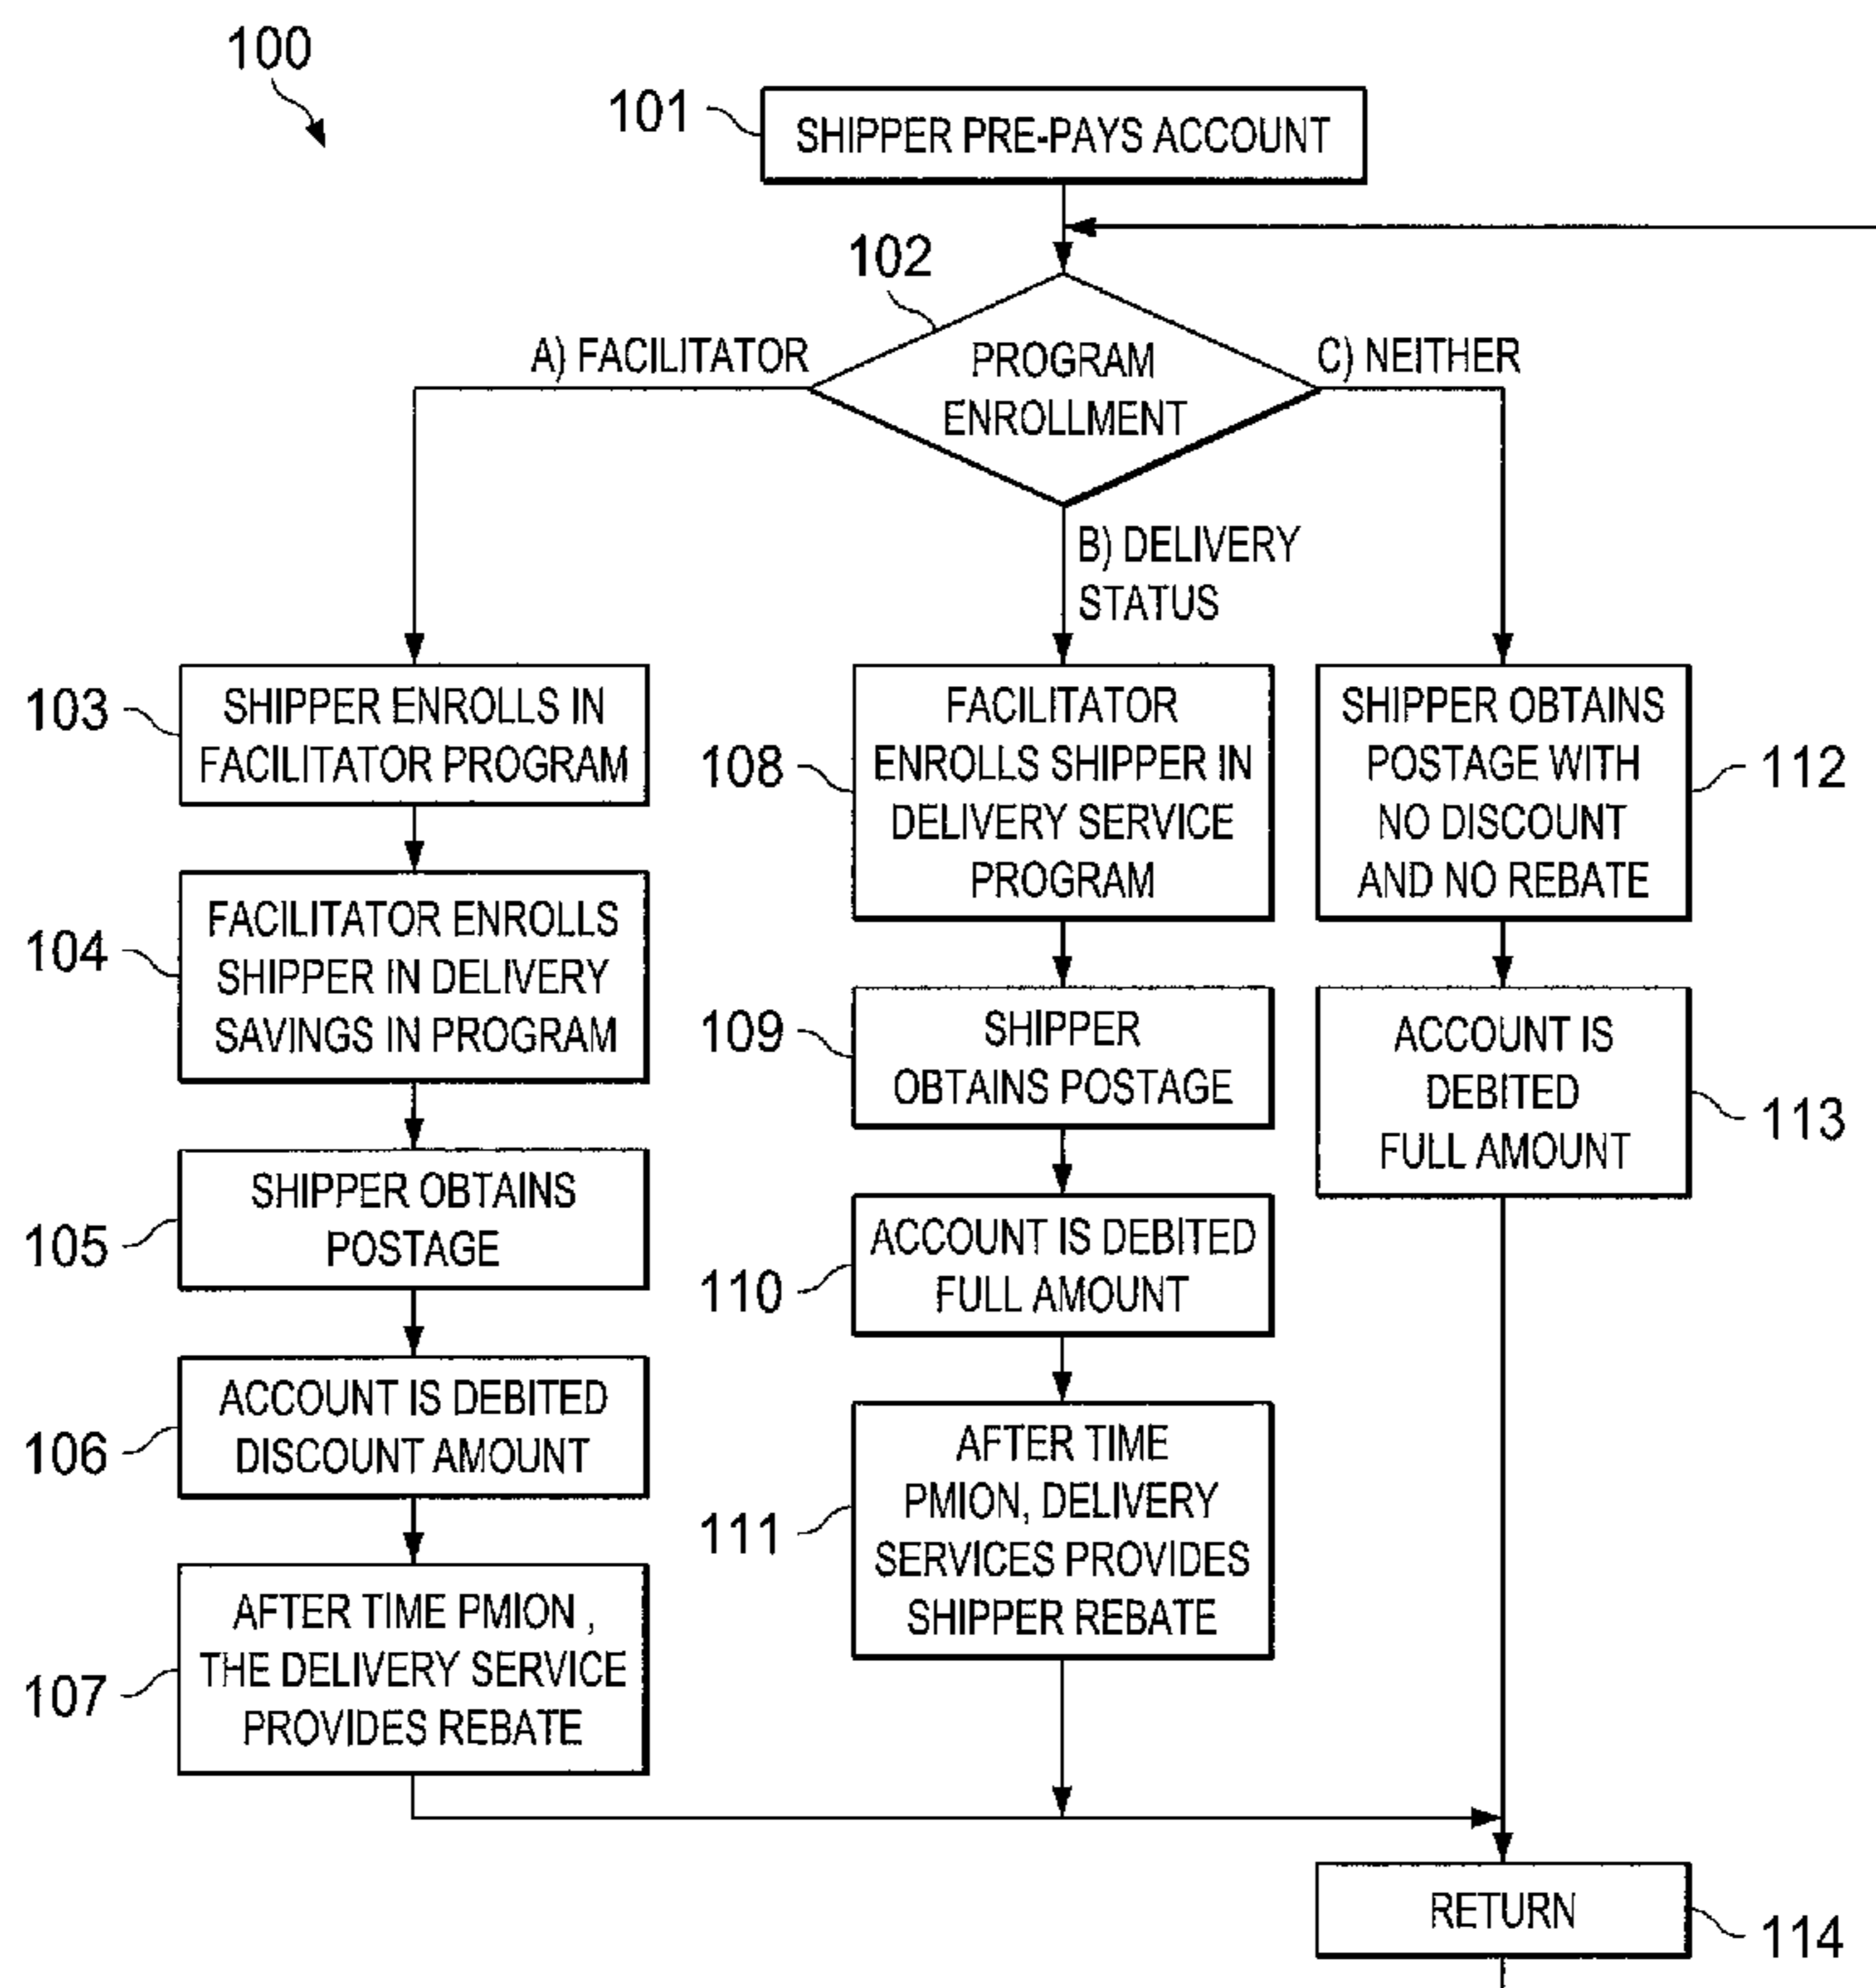 100
101
SHIPPER PRE-PAYS ACCOUNT
102
PROGRAM
ENROLLMENT
A) FACILITATOR
C) NEITHER
B) DELIVERY
STATUS
103
SHIPPER ENROLLS IN
FACILITATOR PROGRAM
104
FACILITATOR ENROLLS
SHIPPER IN DELIVERY
SAVINGS IN PROGRAM
105
SHIPPER OBTAINS
POSTAGE
106
ACCOUNT IS DEBITED
DISCOUNT AMOUNT
107
AFTER TIME PMION ,
THE DELIVERY SERVICE
PROVIDES REBATE
108
FACILITATOR
ENROLLS SHIPPER IN
DELIVERY SERVICE
PROGRAM
109
SHIPPER
OBTAINS POSTAGE
110
ACCOUNT IS DEBITED
FULL AMOUNT
111
AFTER TIME
PMION, DELIVERY
SERVICES PROVIDES
SHIPPER REBATE
SHIPPER OBTAINS
POSTAGE WITH
NO DISCOUNT
AND NO REBATE
112
ACCOUNT IS
DEBITED
FULL AMOUNT
113
RETURN
114